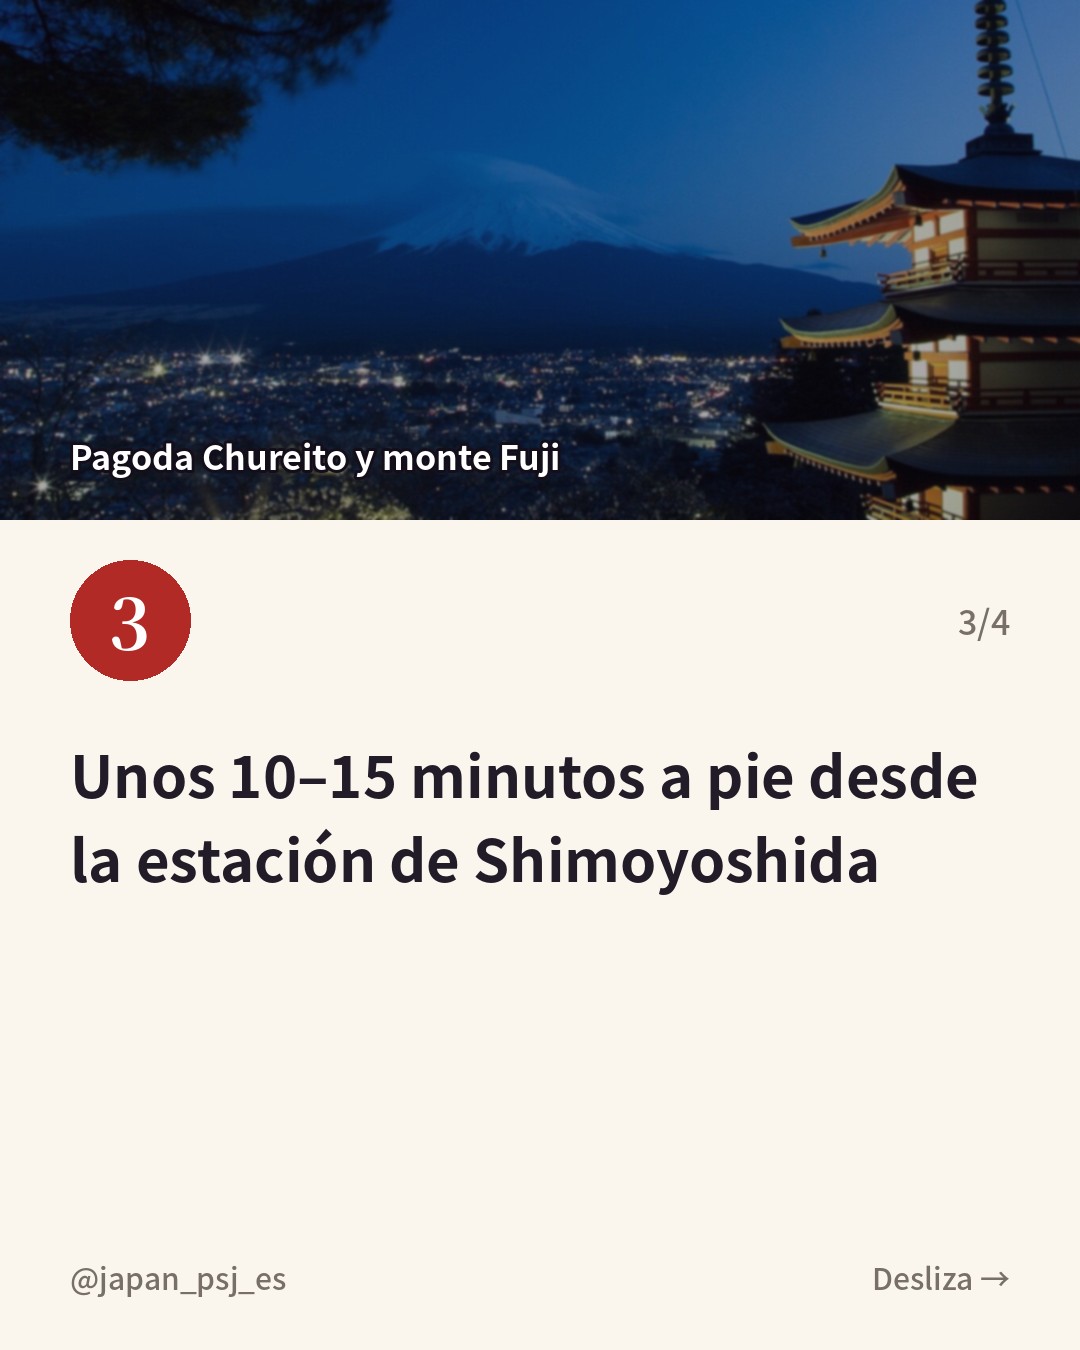 Pagoda Chureito y monte Fuji
3
3/4
Unos 10–15 minutos a pie desde
la estación de Shimoyoshida
@japan_psj_es
Desliza →